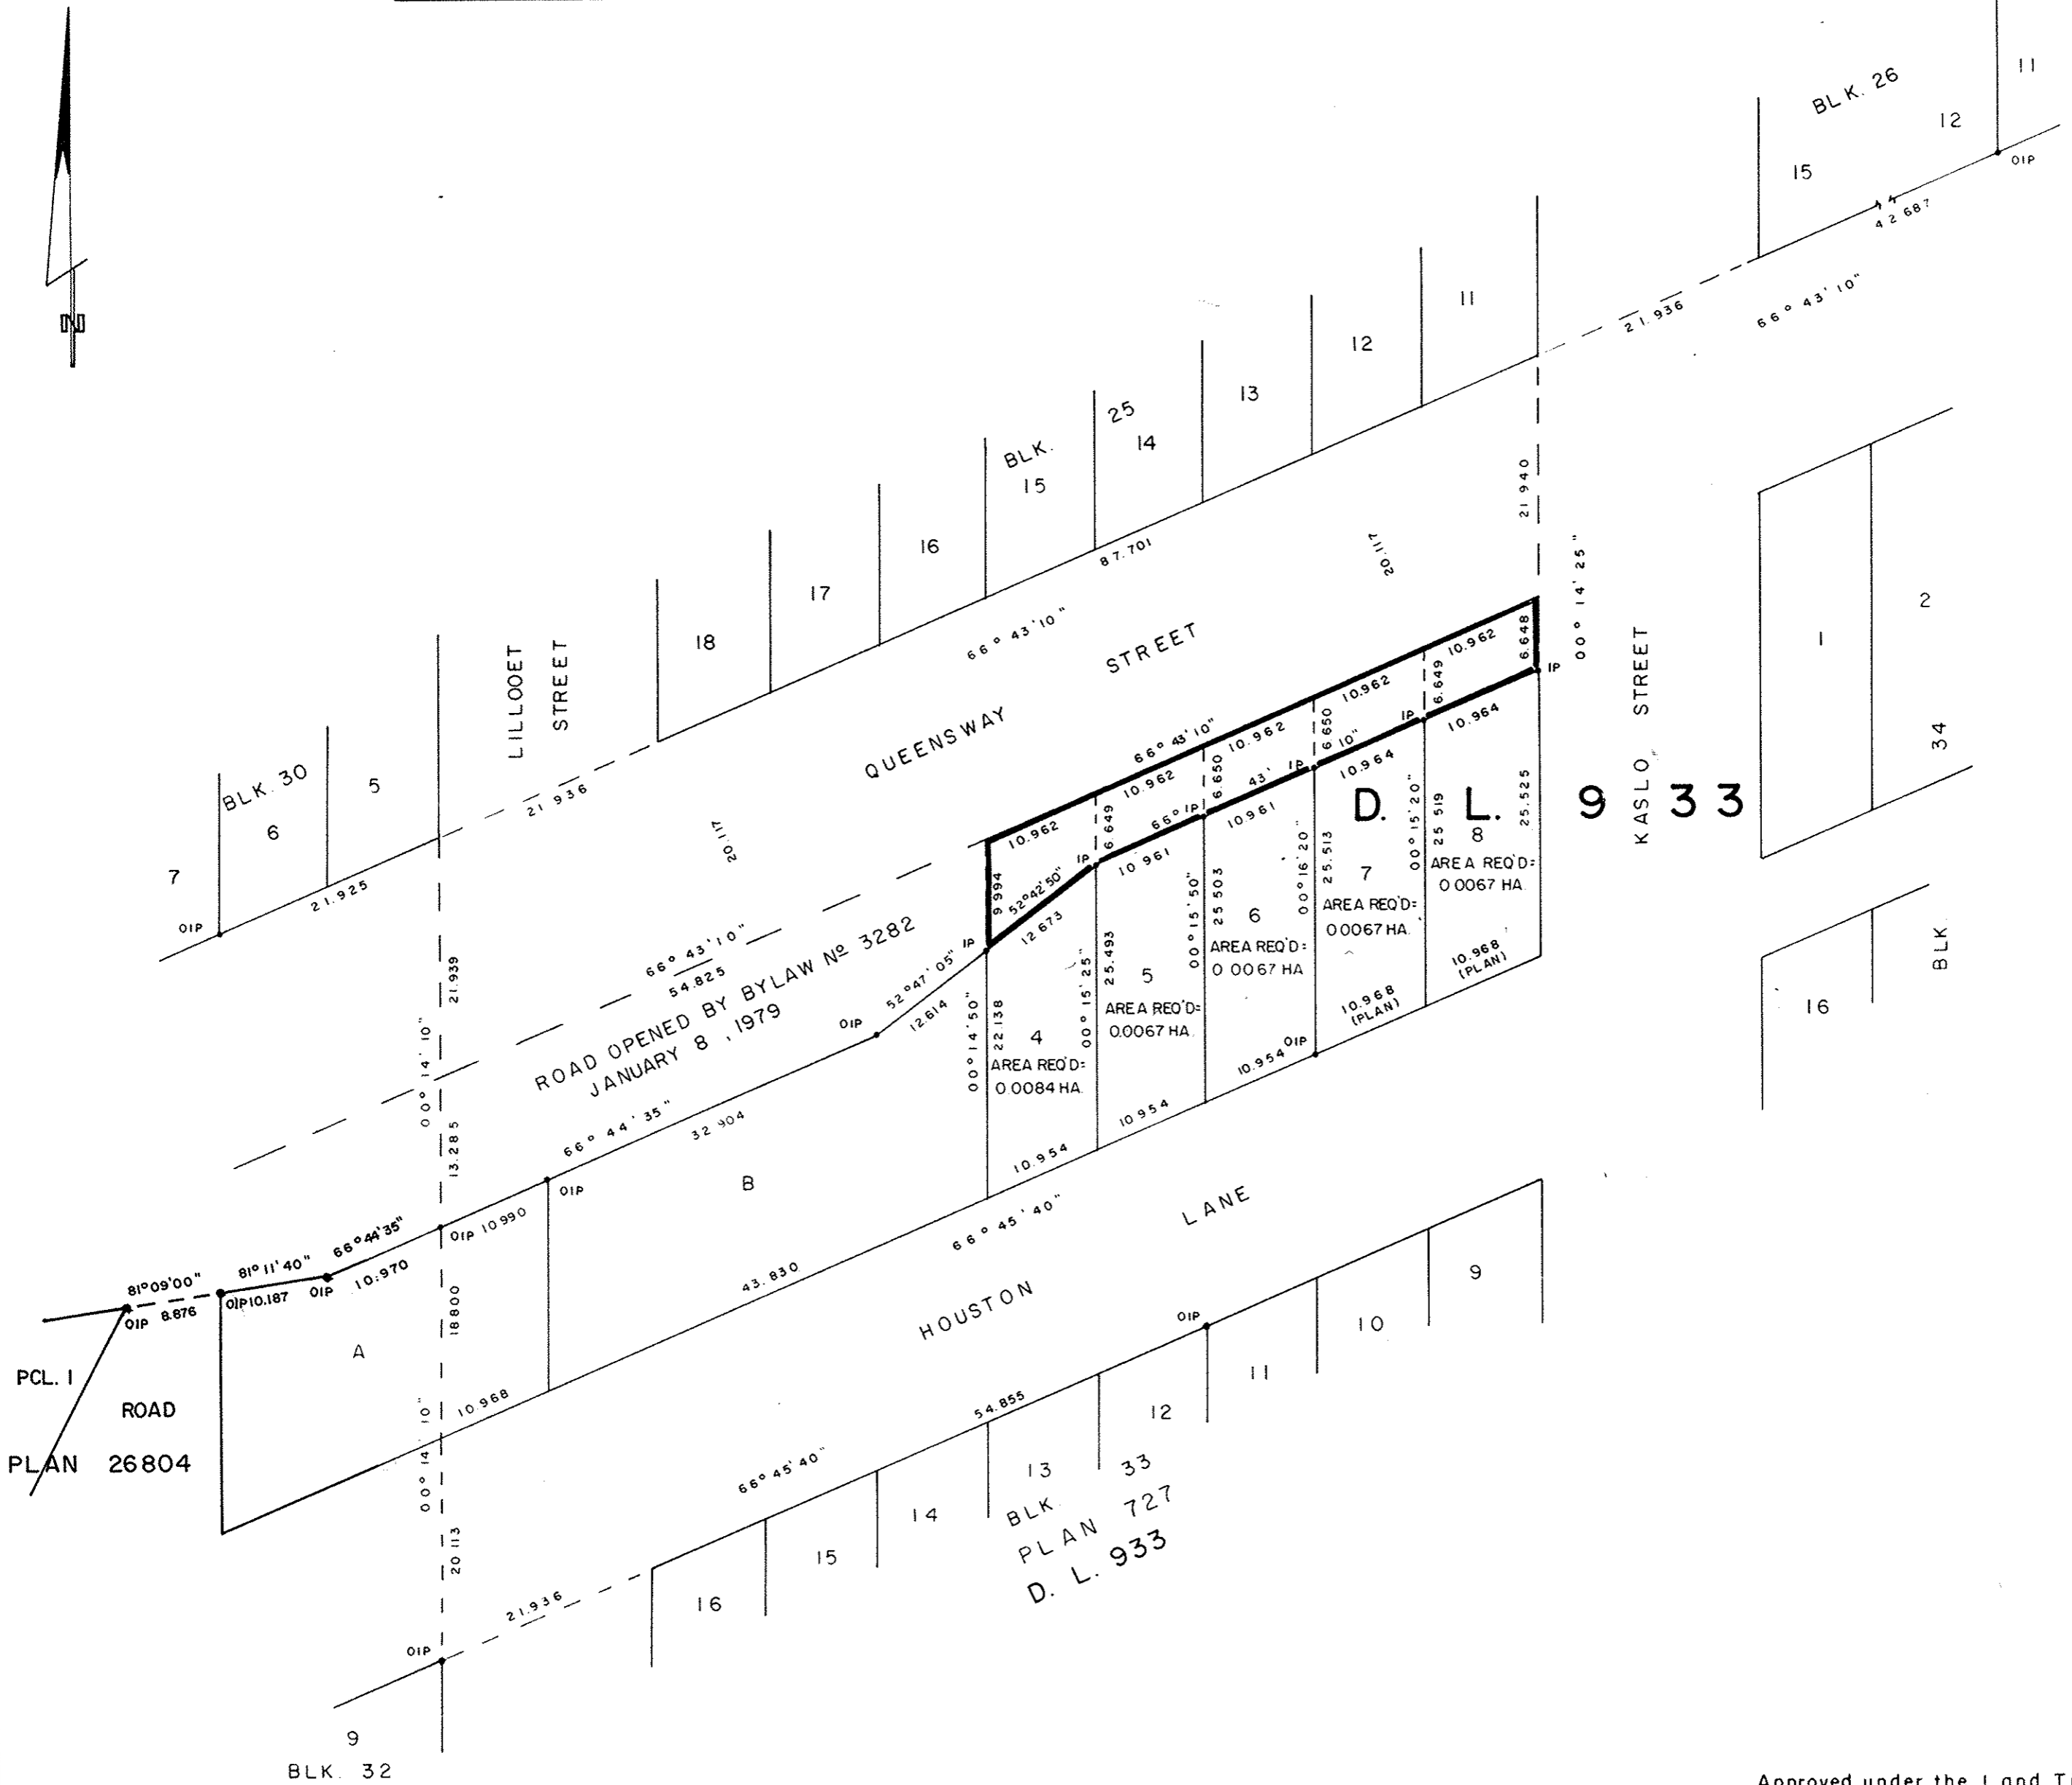 N
BLK. 26
11
12
15
OIP
42 687
21.936
66° 43' 10"
11
12
13
BLK. 25
14
15
16
17
18
87.701
66° 43' 10"
20.117
21 940
00° 14' 25"
LILLOOET
STREET
QUEENSWAY STREET
KASLO STREET
1
2
34
BLK
16
BLK. 30
5
6
7
OIP
21.925
21 936
20.117
66° 43' 10"
10.962
10.962
10.962
10.962
10.962
9.994
6.649
6.650
6.650
6.649
6.648
52°42'50"
12 673
66° 43' 10"
10 961
10.961
10.964
10.964
IP
IP
IP
IP
IP
IP
D. L. 9 33
66° 43' 10"
54.825
ROAD OPENED BY BYLAW Nº 3282
JANUARY 8 , 1979
52° 47' 05"
12.614
OIP
21.939
00° 14' 10"
13.285
66° 44' 35"
32 904
00° 14' 50"
22.138
4
AREA REQ'D=
0.0084 HA.
00° 15' 25"
25.493
5
AREA REQ'D=
0.0067 HA.
00° 15' 50"
25 503
6
AREA REQ'D=
0 0067 HA
00° 16' 20"
25.513
7
AREA REQ'D=
00067 HA.
00° 15' 20"
25 519
8
AREA REQ'D=
0 0067 HA.
25.525
10.968
(PLAN)
10.968
(PLAN)
OIP
10.954
10.954
10.954
B
OIP
OIP 10 990
66° 44'35"
10.970
OIP
81° 11' 40"
OIP 10.187
81° 09' 00"
8.876
OIP
PCL. 1
ROAD
PLAN 26804
A
18 800
10.968
43.830
66° 45' 40"
HOUSTON LANE
00° 14' 10"
20 113
21.936
OIP
9
BLK. 32
66° 45' 40"
54.855
OIP
9
10
11
12
13
14
15
16
BLK. 33
PLAN 727
D. L. 933
Approved under the Land T